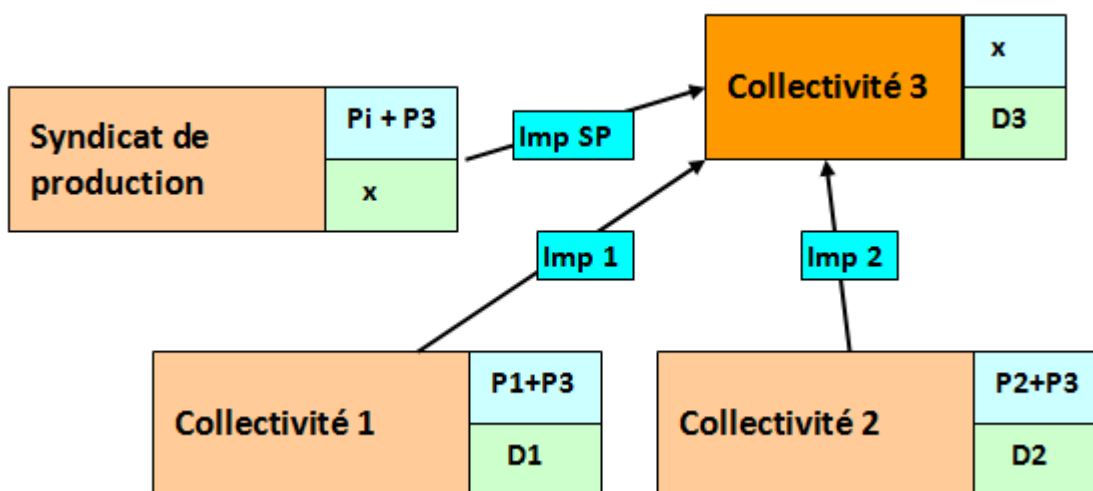 Syndicat de
production
Pi + P3
x
Imp SP
Collectivité 3
x
D3
Imp 1
Imp 2
Collectivité 1
P1+P3
D1
Collectivité 2
P2+P3
D2